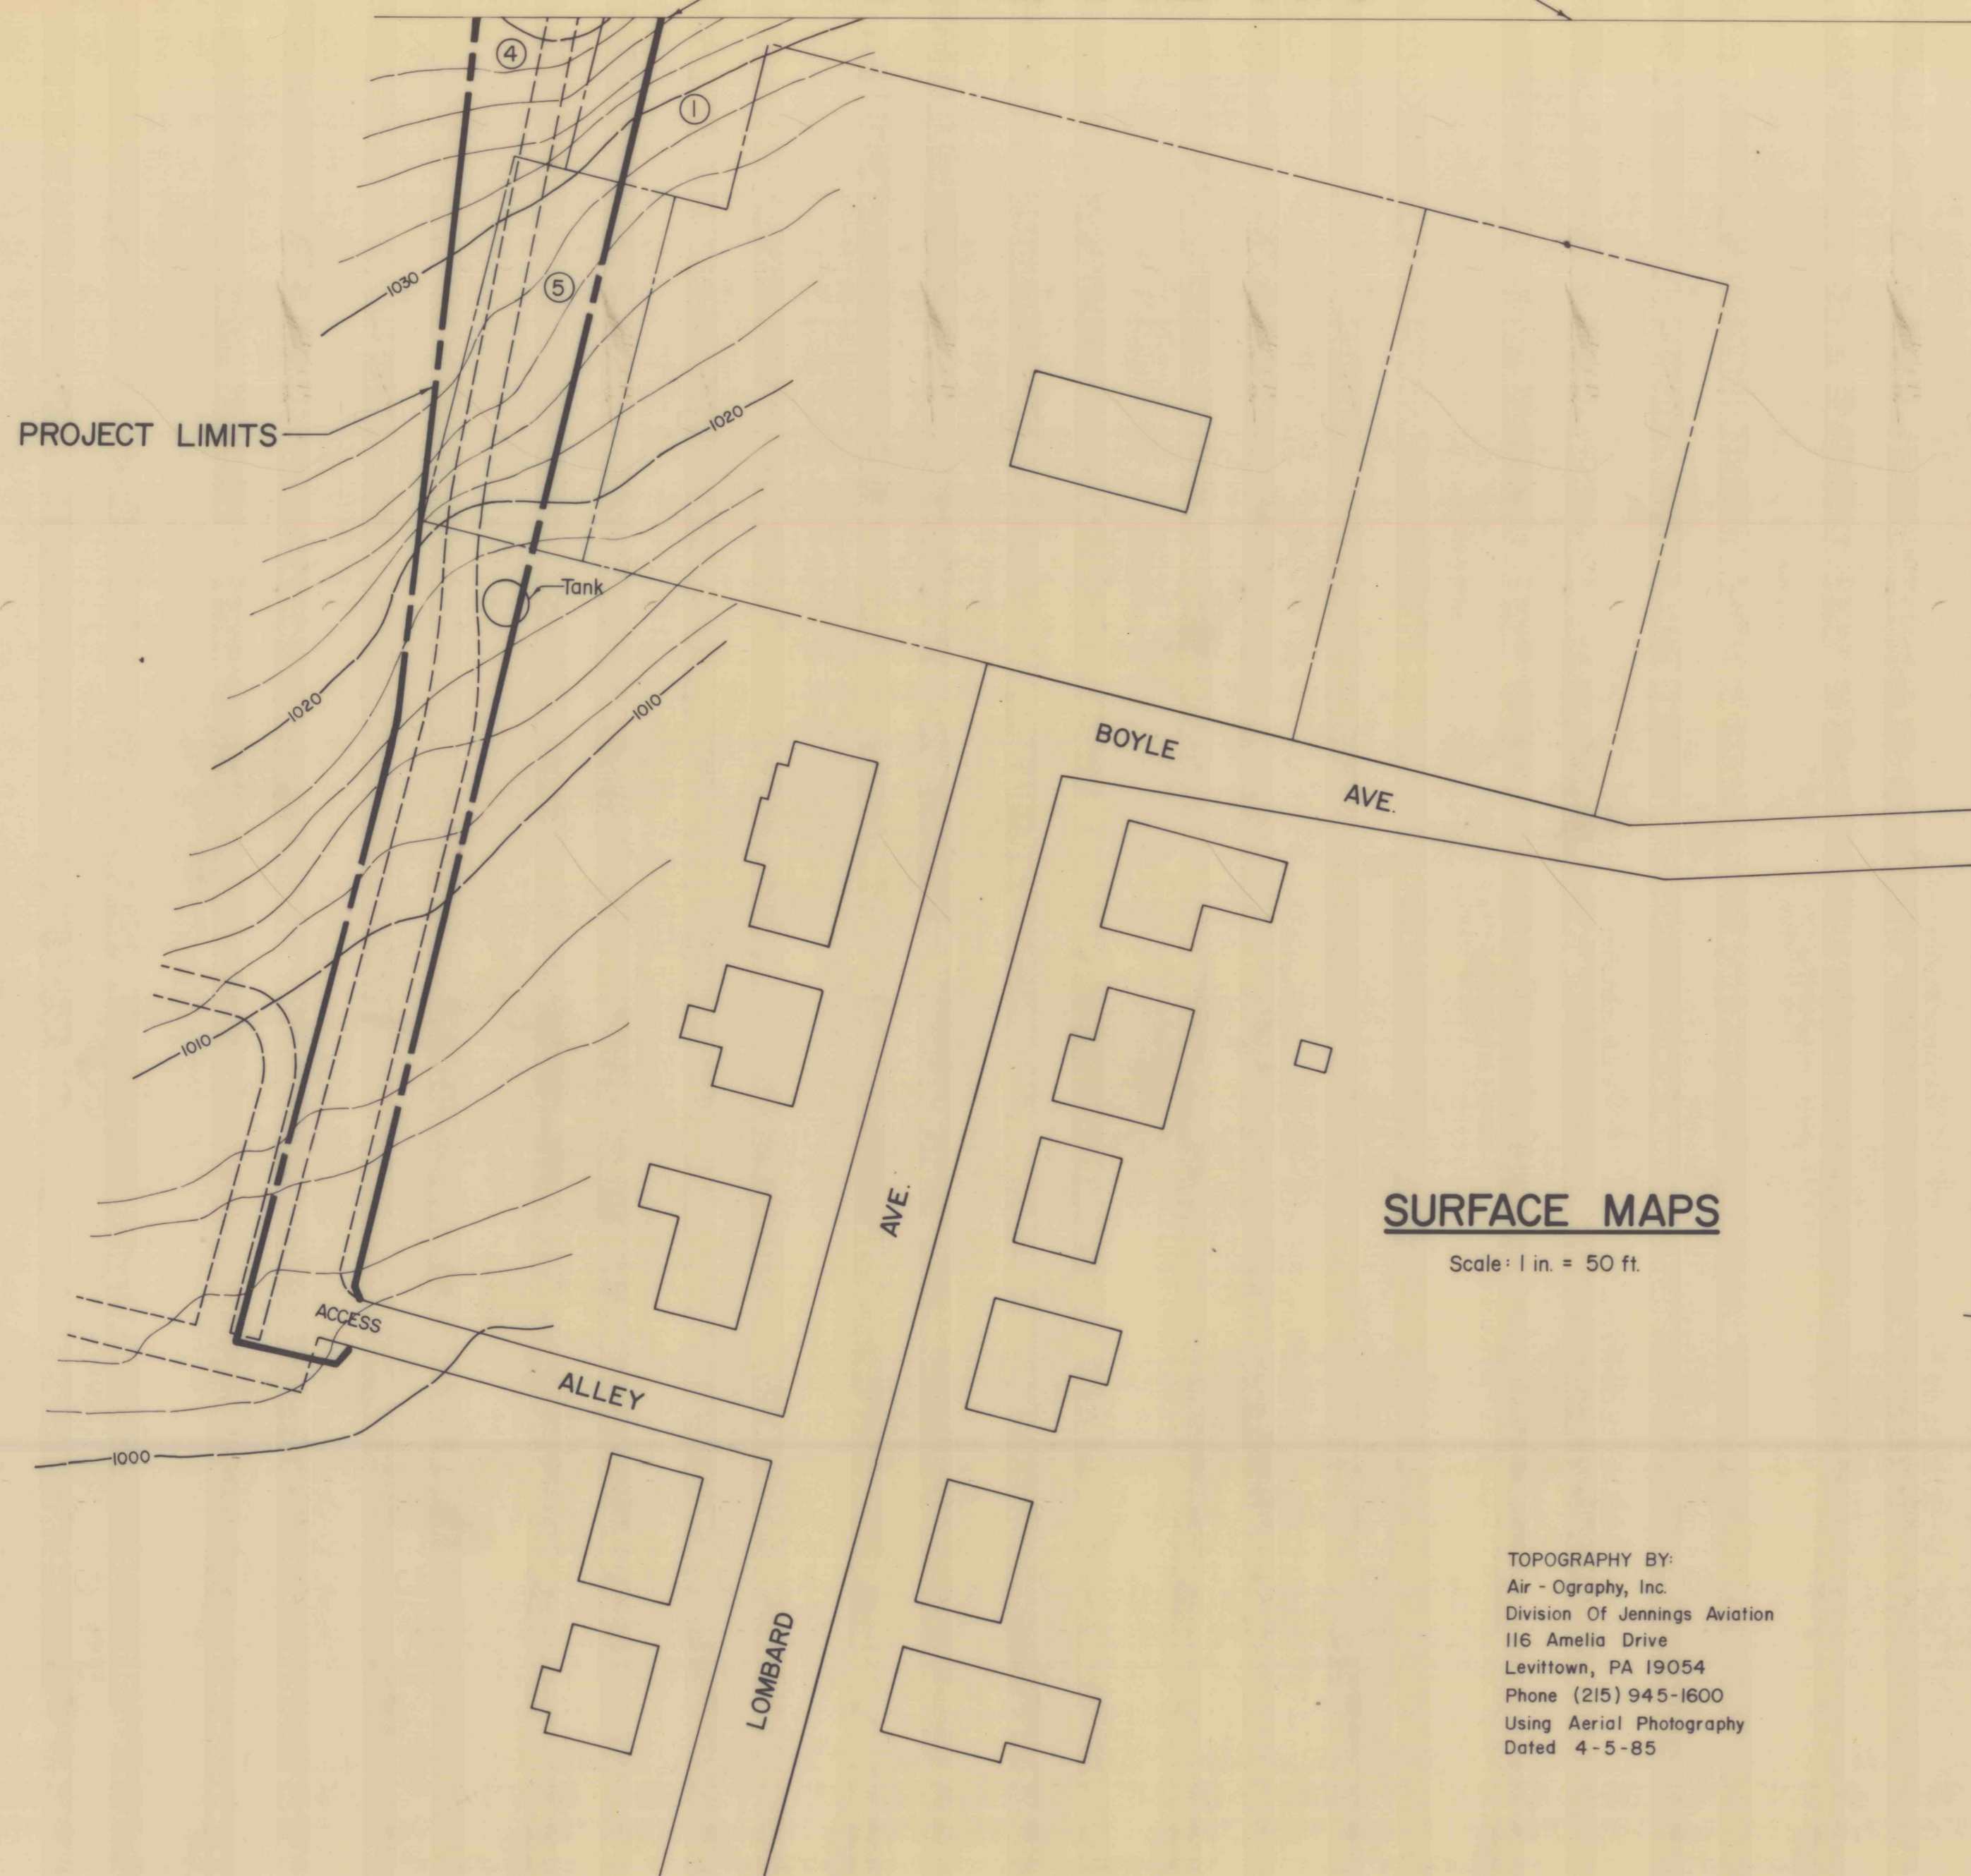 ④
①
1030
⑤
PROJECT LIMITS
1020
Tank
1020
1010
BOYLE AVE.
1010
AVE.
SURFACE MAPS
Scale: 1 in. = 50 ft.
ACCESS
ALLEY
1000
LOMBARD
TOPOGRAPHY BY:
Air - Ography, Inc.
Division Of Jennings Aviation
116 Amelia Drive
Levittown, PA 19054
Phone (215) 945-1600
Using Aerial Photography
Dated 4-5-85